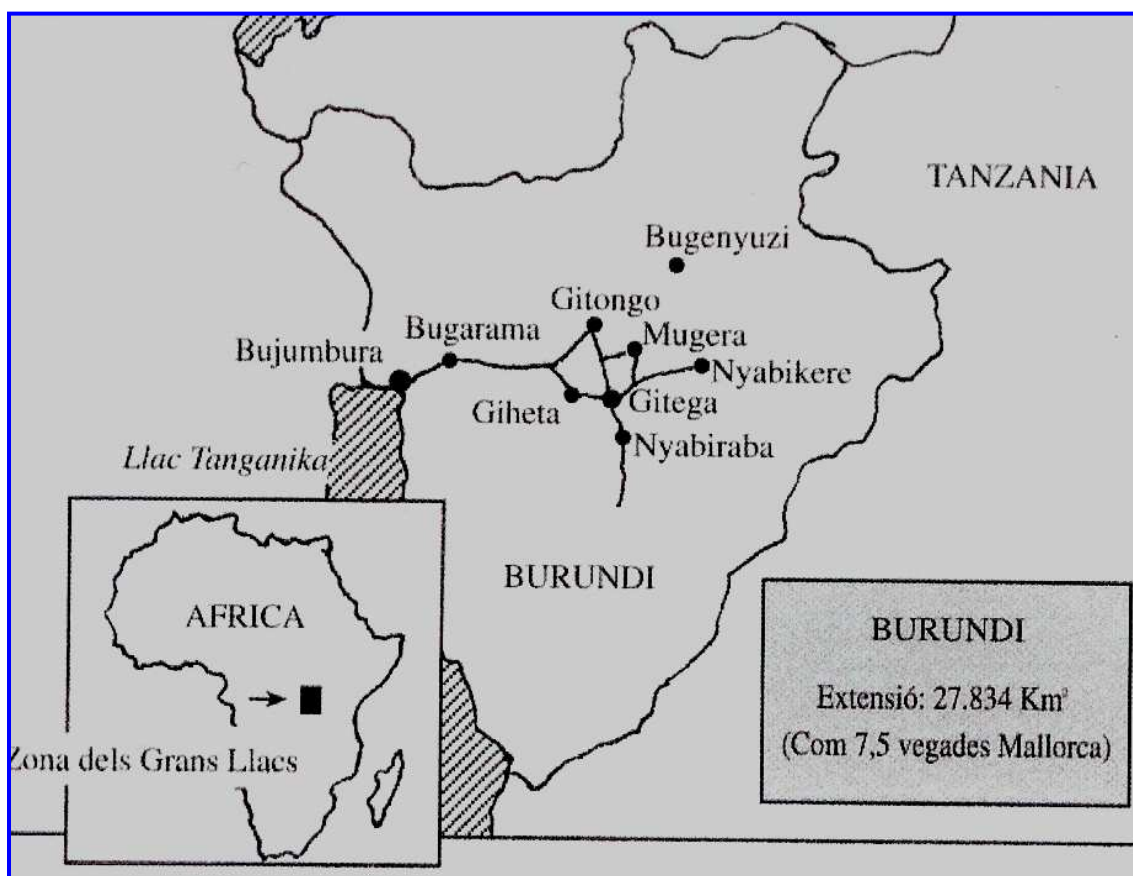 TANZANIA
Bugenyuzi
Gitongo
Bugarama
Mugera
Bujumbura
Nyabikere
Giheta
Gitega
Nyabiraba
Llac Tanganika
BURUNDI
AFRICA
Zona dels Grans Llacs
BURUNDI
Extensió: 27.834 Km²
(Com 7,5 vegades Mallorca)